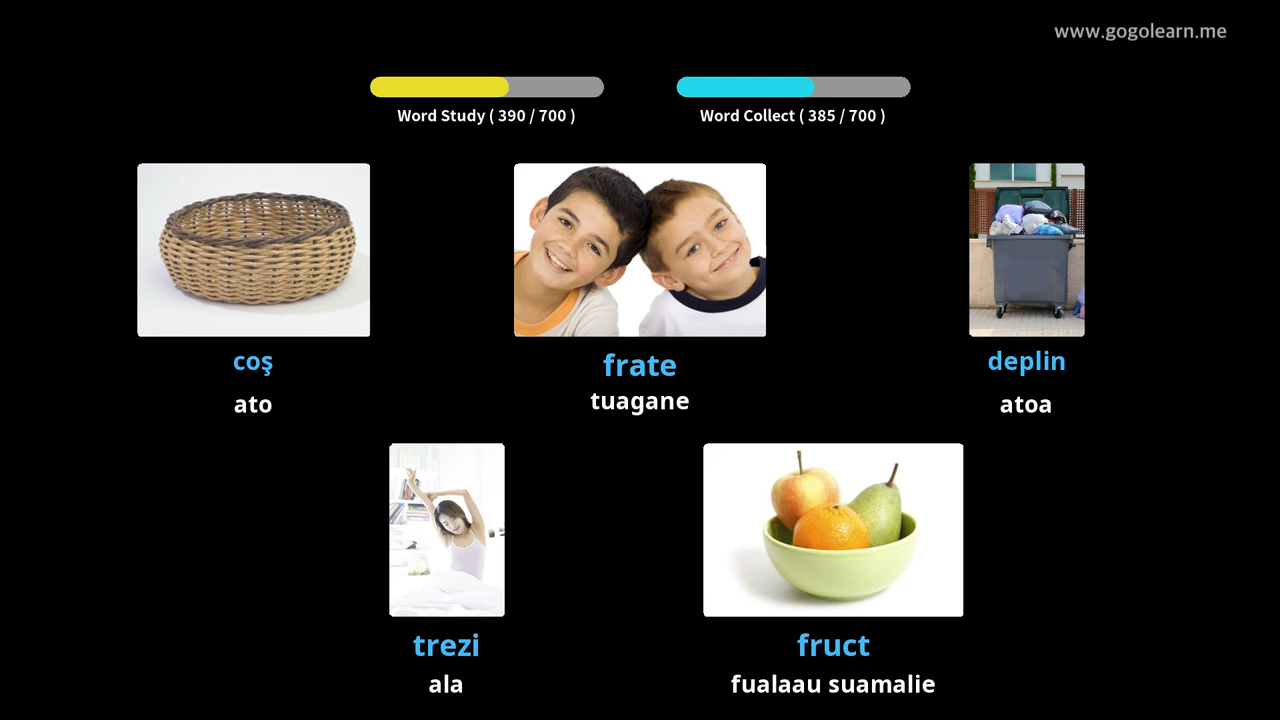 www.gogolearn.me
Word Study ( 390 / 700 )
Word Collect ( 385 / 700 )
coş
ato
frate
tuagane
deplin
atoa
trezi
ala
fruct
fualaau suamalie